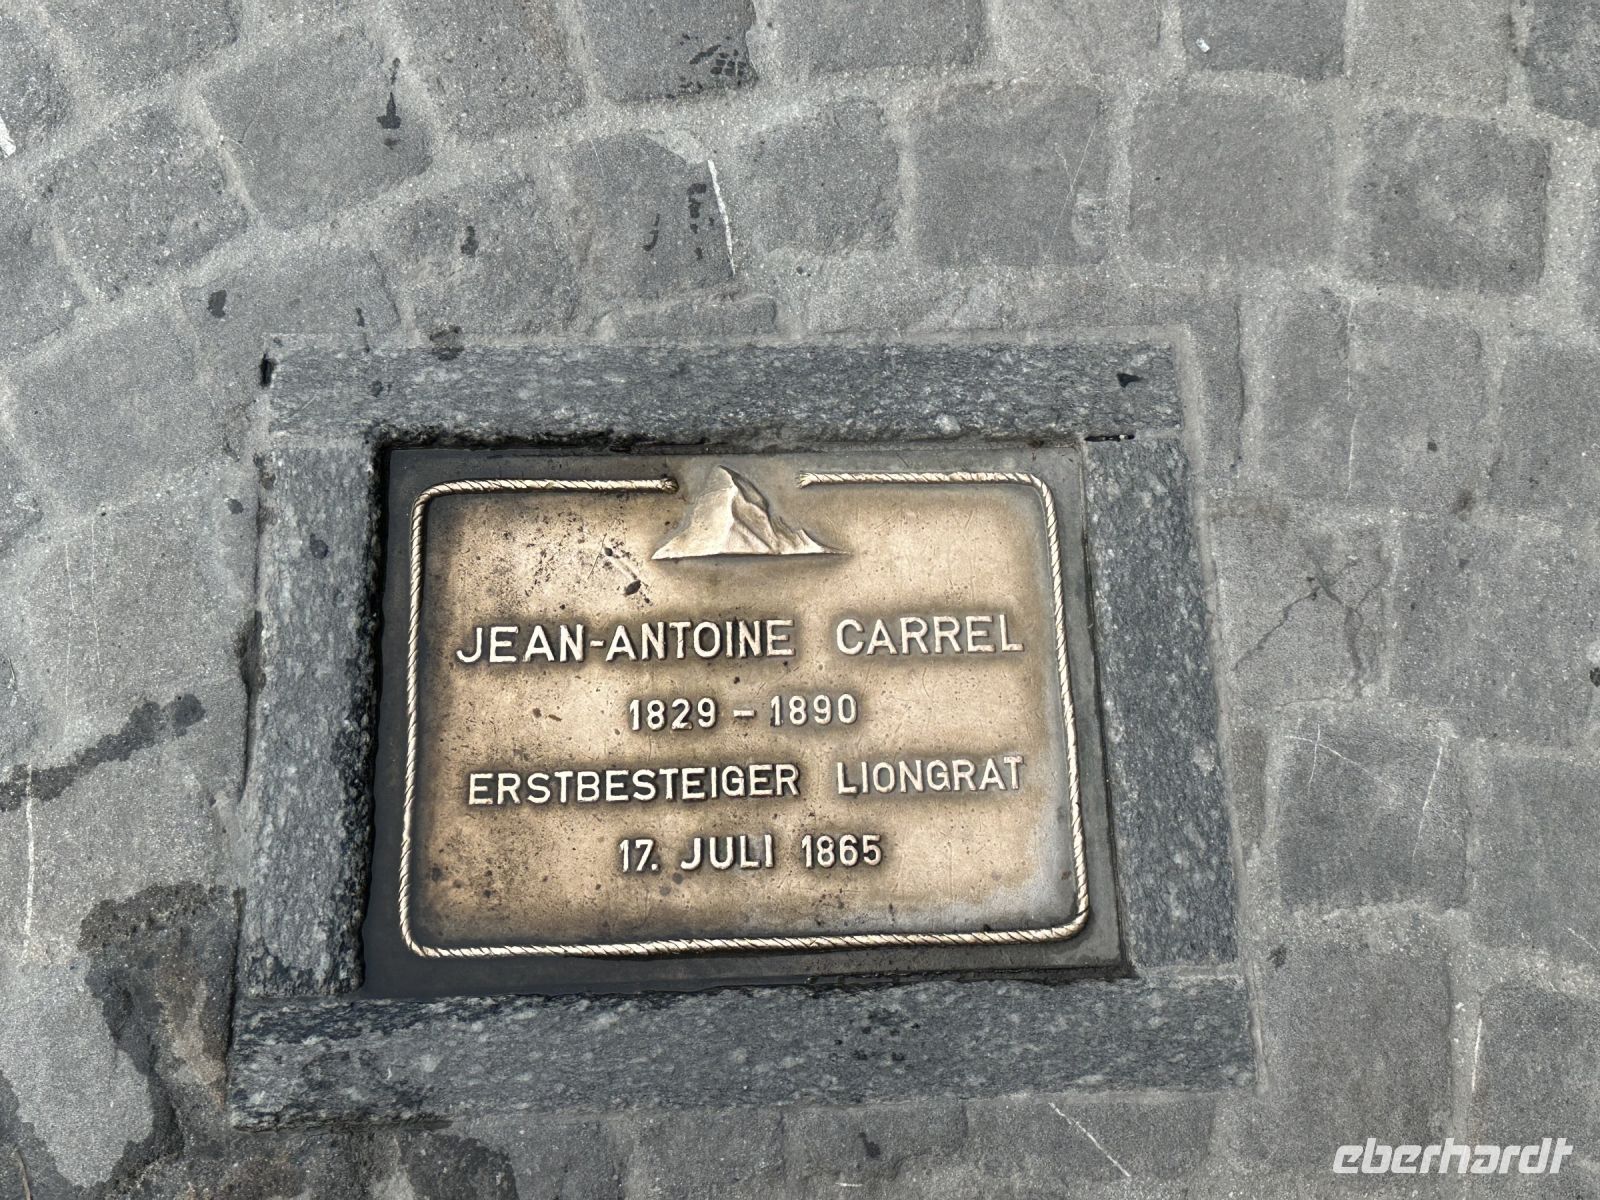 JEAN-ANTOINE CARREL
1829 - 1890
ERSTBESTEIGER LIONGRAT
17. JULI 1865
eberhardt